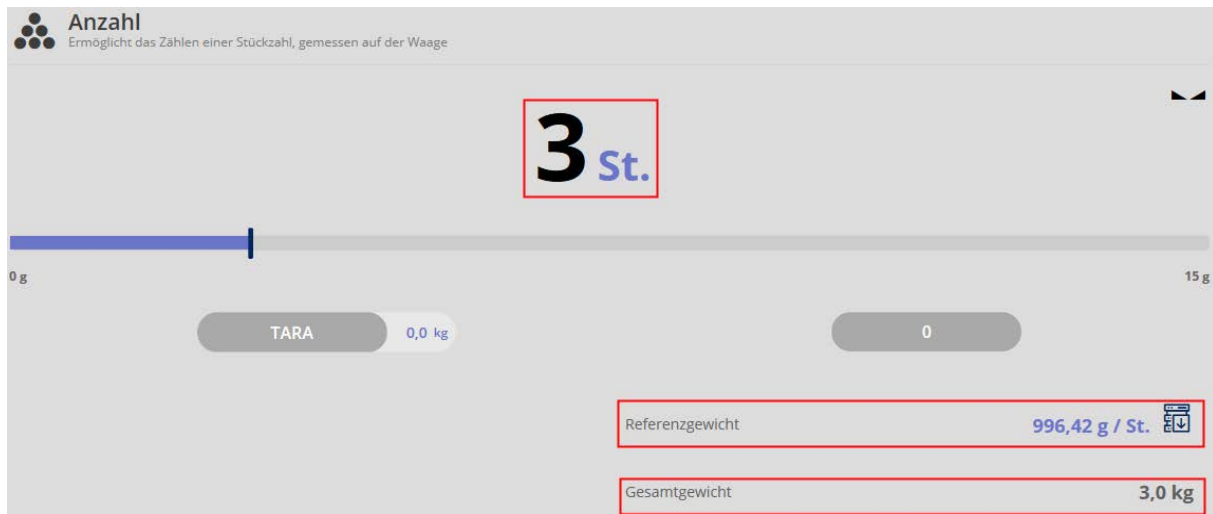 Anzahl
Ermöglicht das Zählen einer Stückzahl, gemessen auf der Waage
3 St.
0 g
15 g
TARA
0,0 kg
0
Referenzgewicht
996,42 g / St.
Gesamtgewicht
3,0 kg